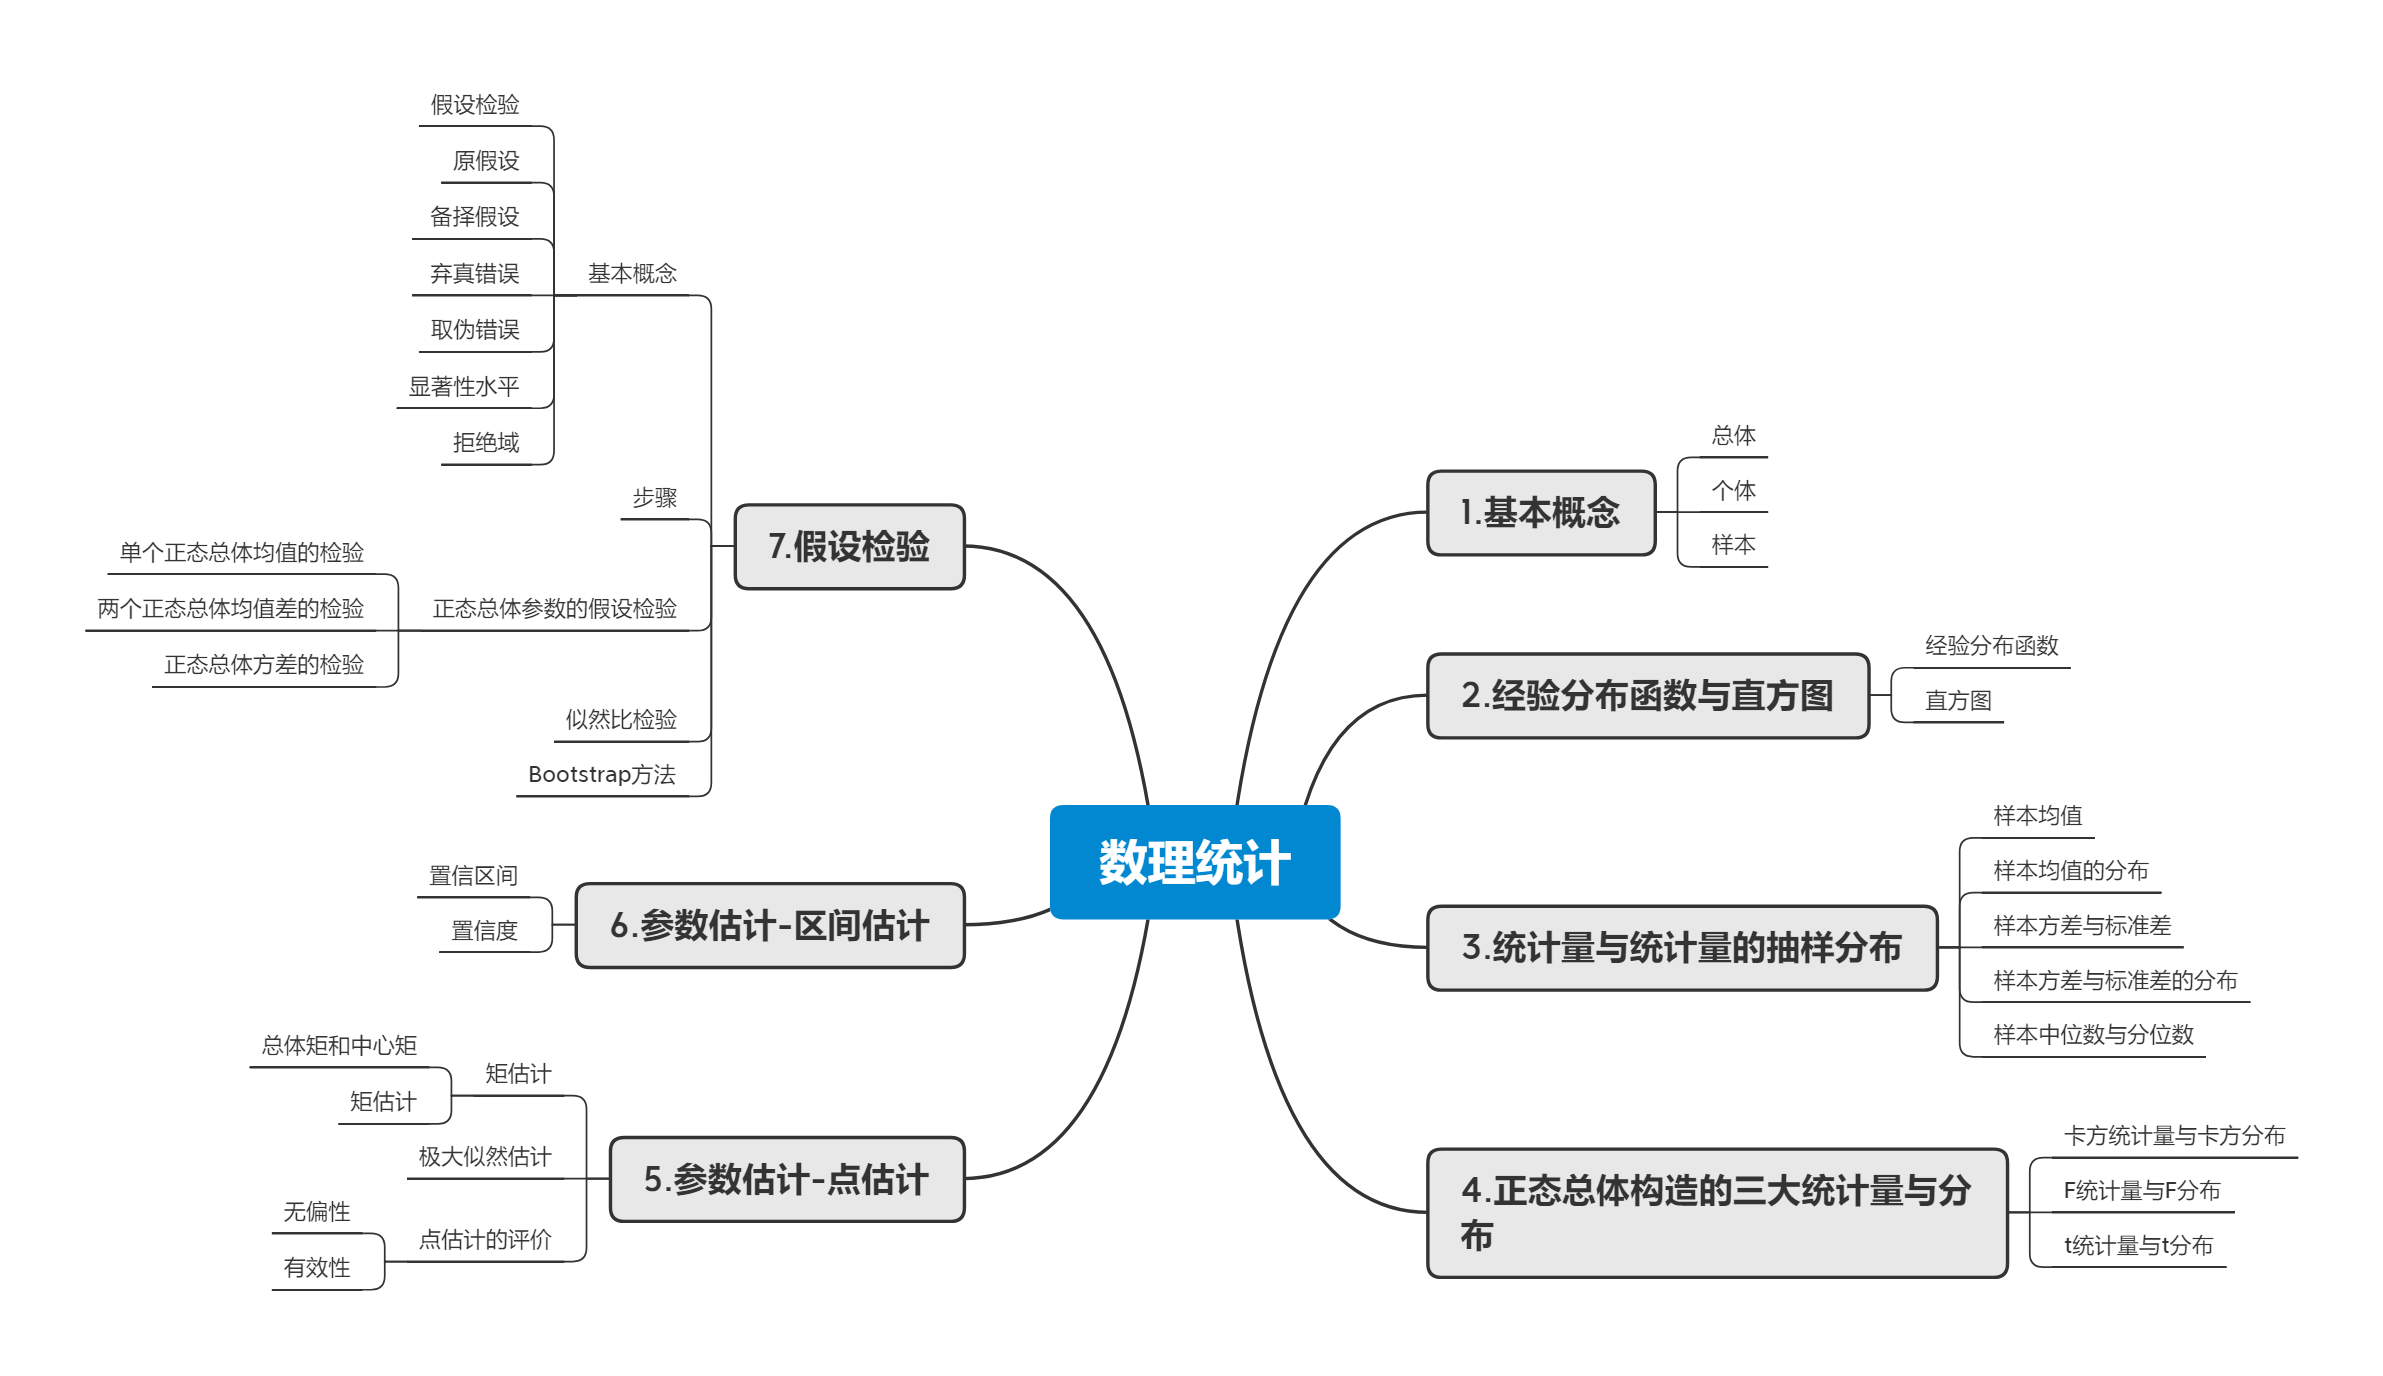 数理统计
1.基本概念
总体
个体
样本
2.经验分布函数与直方图
经验分布函数
直方图
3.统计量与统计量的抽样分布
样本均值
样本均值的分布
样本方差与标准差
样本方差与标准差的分布
样本中位数与分位数
4.正态总体构造的三大统计量与分
布
卡方统计量与卡方分布
F统计量与F分布
t统计量与t分布
5.参数估计-点估计
矩估计
总体矩和中心矩
矩估计
极大似然估计
点估计的评价
无偏性
有效性
6.参数估计-区间估计
置信区间
置信度
7.假设检验
基本概念
假设检验
原假设
备择假设
弃真错误
取伪错误
显著性水平
拒绝域
步骤
正态总体参数的假设检验
单个正态总体均值的检验
两个正态总体均值差的检验
正态总体方差的检验
似然比检验
Bootstrap方法